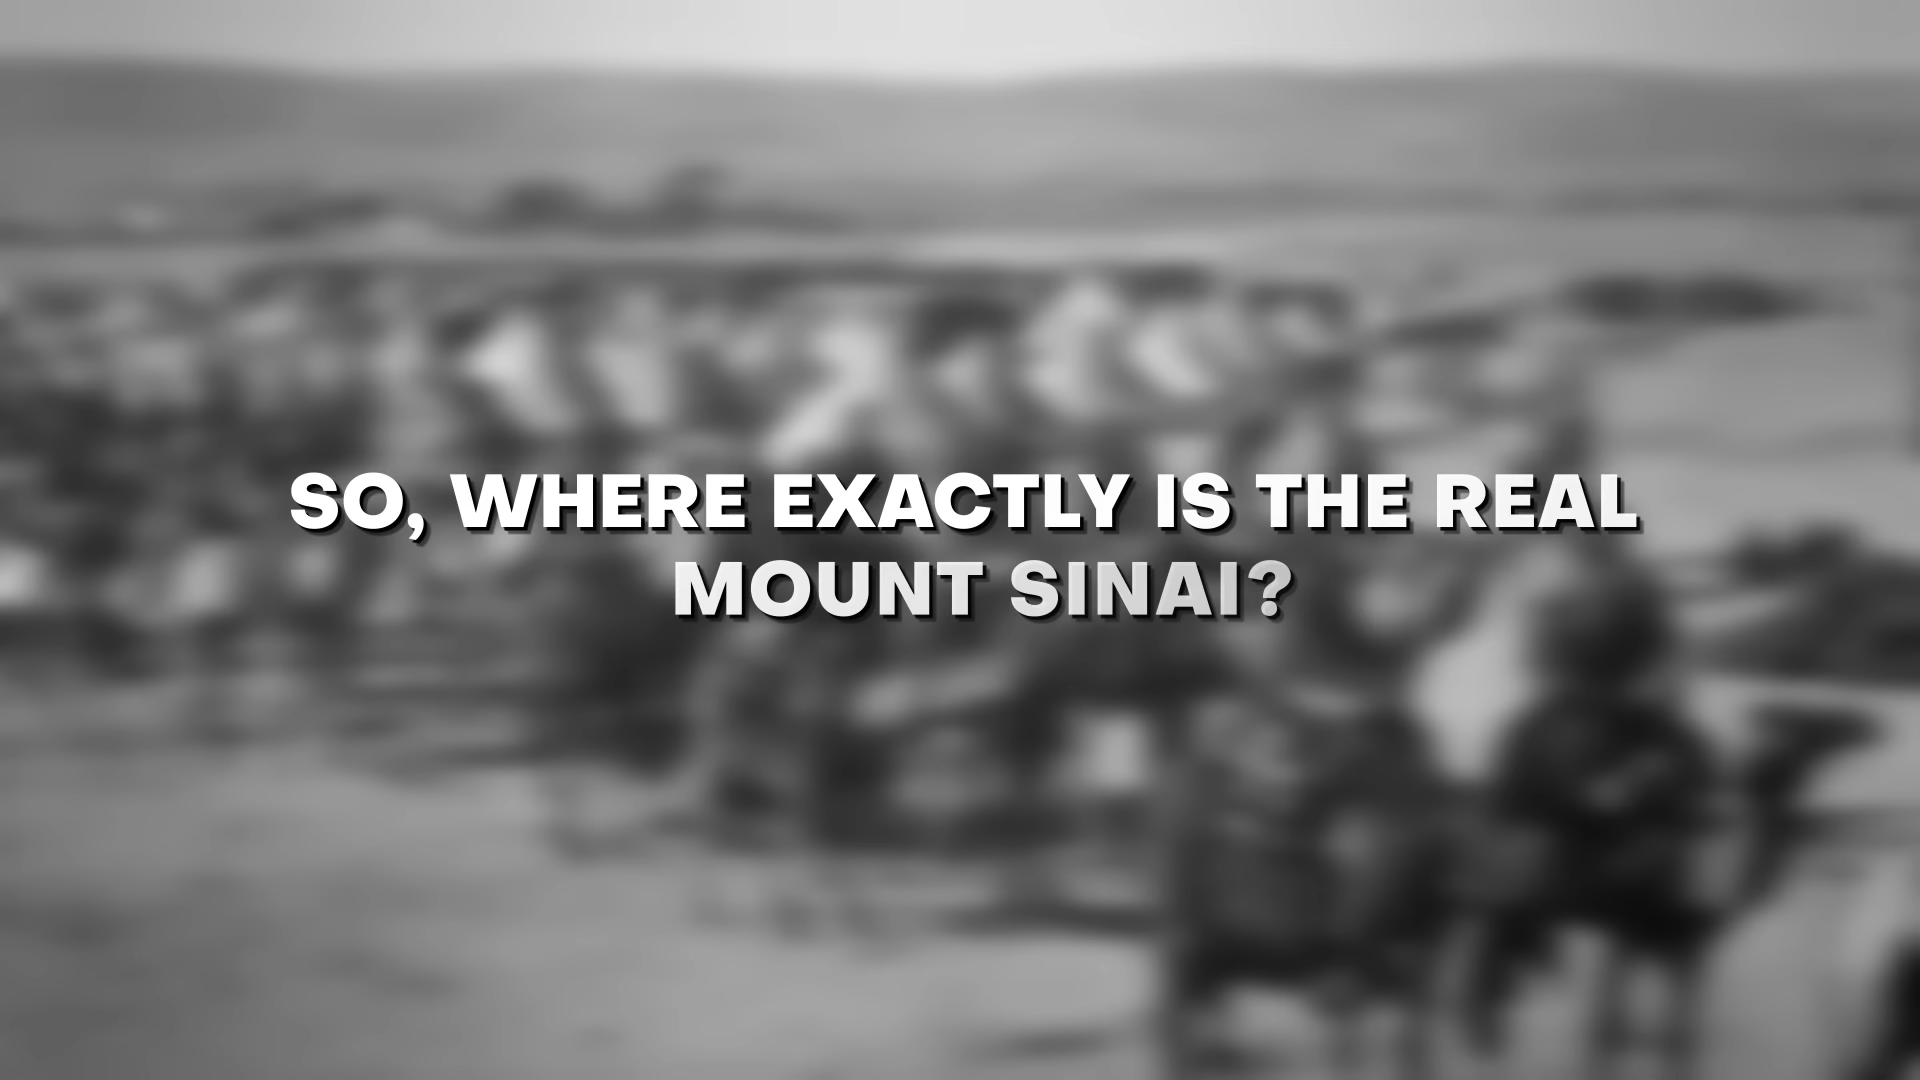 SO, WHERE EXACTLY IS THE REAL
MOUNT SINAI?